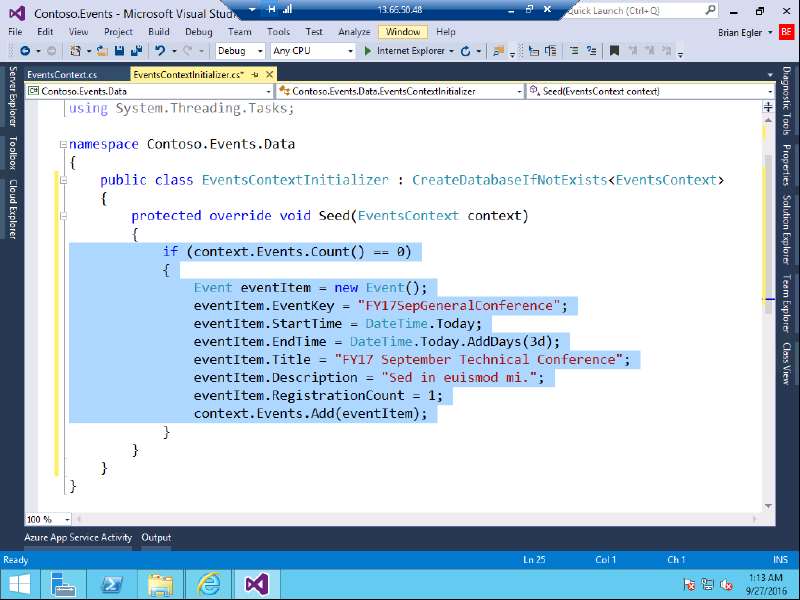 Contoso.Events - Microsoft Visual Studio
13.66.50.48
Quick Launch (Ctrl+Q)
File Edit View Project Build Debug Team Tools Test Analyze Window Help
Brian Egler BE
Debug Any CPU Internet Explorer
EventsContext.cs EventsContextInitializer.cs*
Contoso.Events.Data Contoso.Events.Data.EventsContextInitializer Seed(EventsContext context)
using System.Threading.Tasks;
namespace Contoso.Events.Data
{
public class EventsContextInitializer : CreateDatabaseIfNotExists<EventsContext>
{
protected override void Seed(EventsContext context)
{
if (context.Events.Count() == 0)
{
Event eventItem = new Event();
eventItem.EventKey = "FY17SepGeneralConference";
eventItem.StartTime = DateTime.Today;
eventItem.EndTime = DateTime.Today.AddDays(3d);
eventItem.Title = "FY17 September Technical Conference";
eventItem.Description = "Sed in euismod mi.";
eventItem.RegistrationCount = 1;
context.Events.Add(eventItem);
}
}
}
}
100 %
Server Explorer
Toolbox
Cloud Explorer
Diagnostic Tools
Properties
Solution Explorer
Team Explorer
Class View
Azure App Service Activity Output
Ready Ln 25 Col 1 Ch 1 INS
1:13 AM
9/27/2016